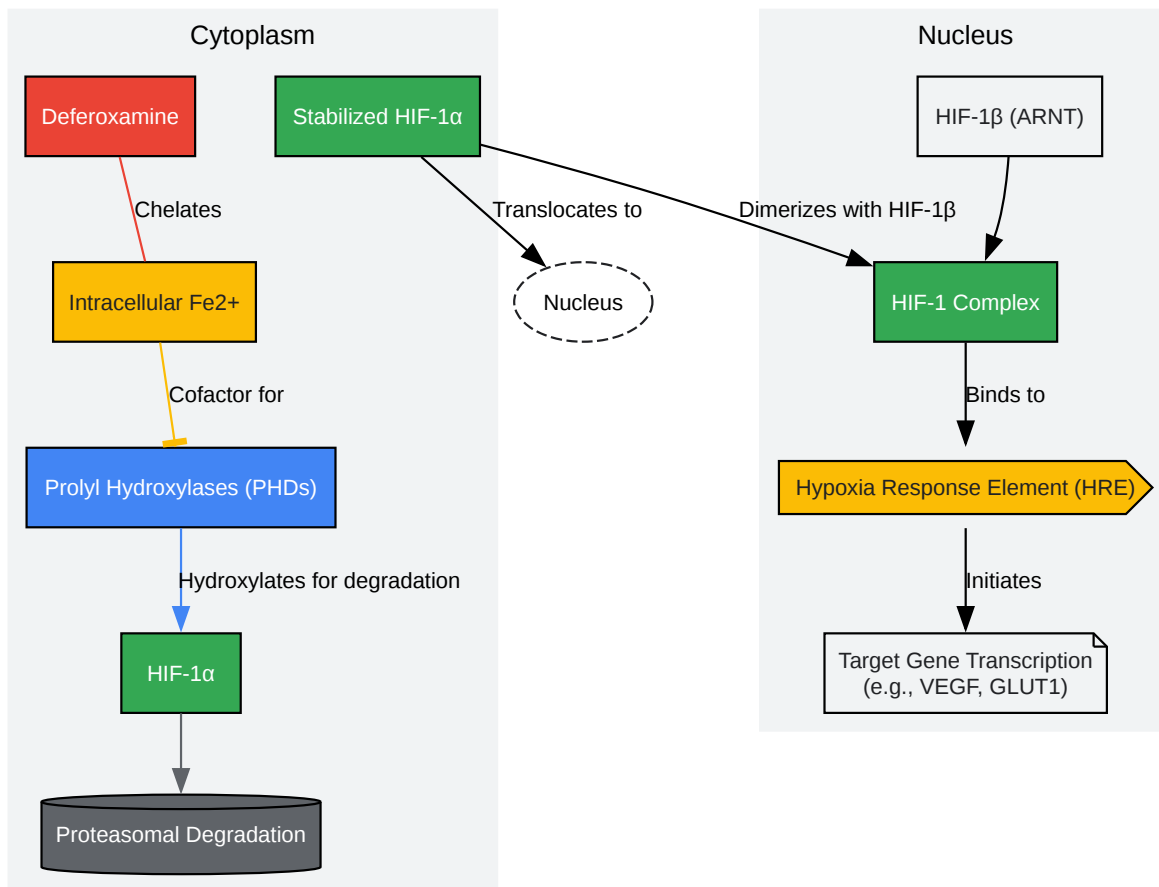 Cytoplasm
Nucleus
Deferoxamine
Stabilized HIF-1α
HIF-1β (ARNT)
Chelates
Translocates to
Dimerizes with HIF-1β
Intracellular Fe2+
Nucleus
HIF-1 Complex
Cofactor for
Binds to
Prolyl Hydroxylases (PHDs)
Hypoxia Response Element (HRE)
Hydroxylates for degradation
Initiates
HIF-1α
Target Gene Transcription
(e.g., VEGF, GLUT1)
Proteasomal Degradation